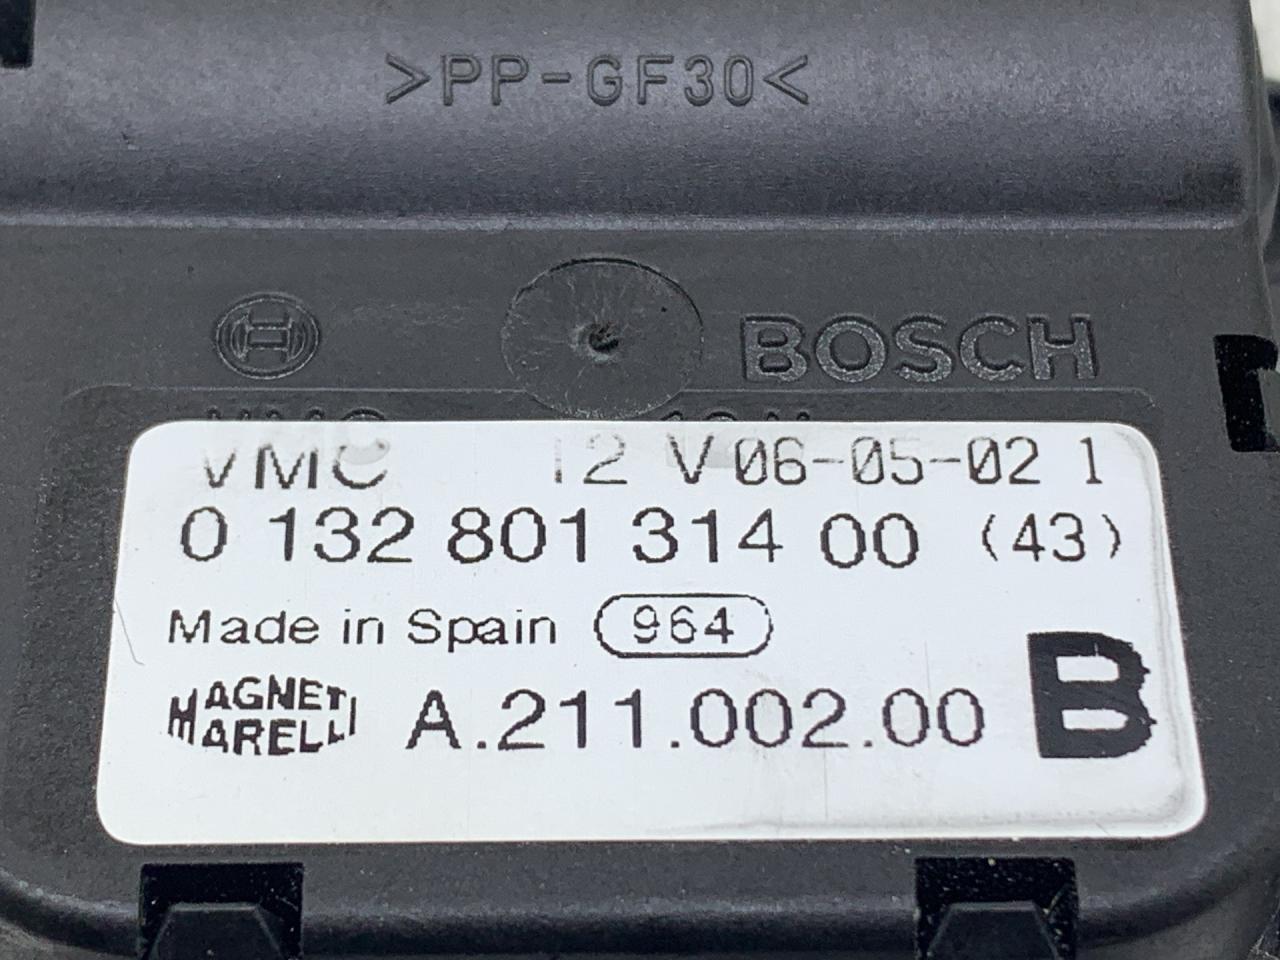 >PP-GF30<
BOSCH
VMC 12 V 06-05-02 1
0 132 801 314 00 (43)
Made in Spain 964
MAGNETI
MARELLI
A.211.002.00 B